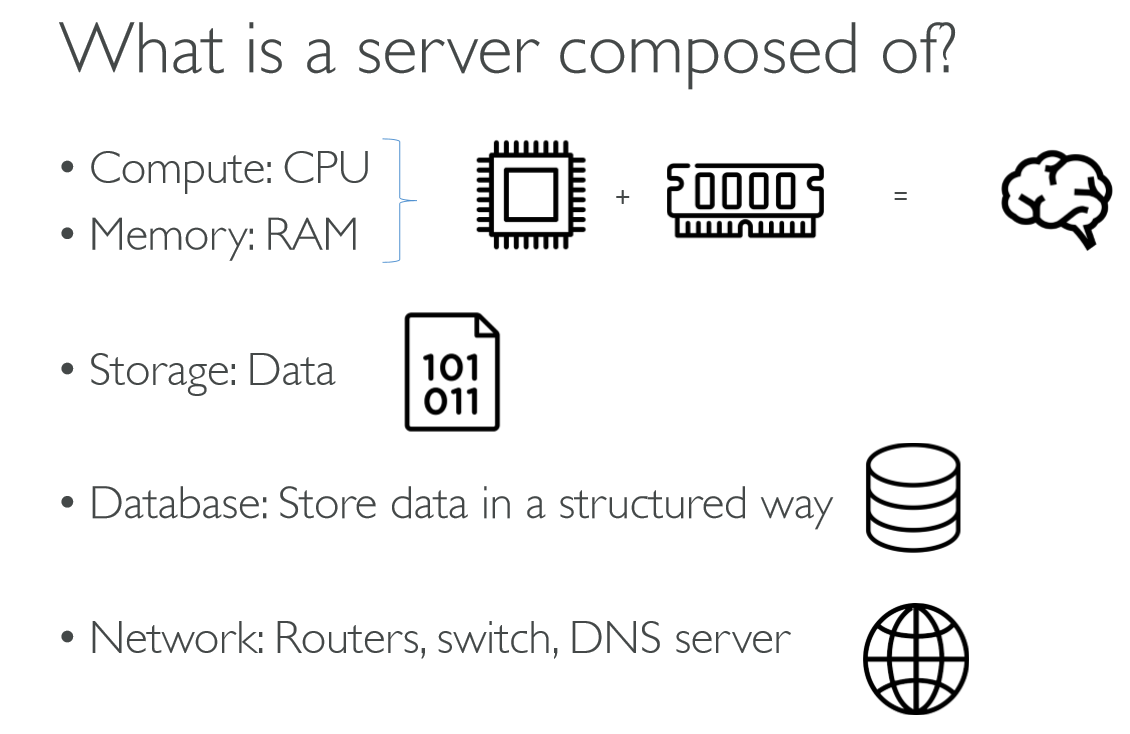 What is a server composed of?
• Compute: CPU
• Memory: RAM
+ =
• Storage: Data
101
011
• Database: Store data in a structured way
• Network: Routers, switch, DNS server